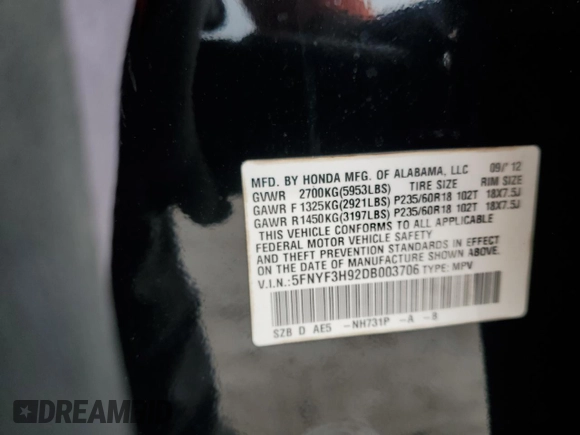 MFD. BY HONDA MFG. OF ALABAMA, LLC 09/'12
GVWR 2700KG(5953LBS) TIRE SIZE RIM SIZE
GAWR F 1325KG(2921LBS) P235/60R18 102T 18X7.5J
GAWR R 1450KG(3197LBS) P235/60R18 102T 18X7.5J
THIS VEHICLE CONFORMS TO ALL APPLICABLE
FEDERAL MOTOR VEHICLE SAFETY
AND THEFT PREVENTION STANDARDS IN EFFECT
ON THE DATE OF MANUFACTURE SHOWN ABOVE.
V.I.N.: 5FNYF3H92DB003706 TYPE: MPV
SZB D AE5 -NH731P -A -8
DREAMBID